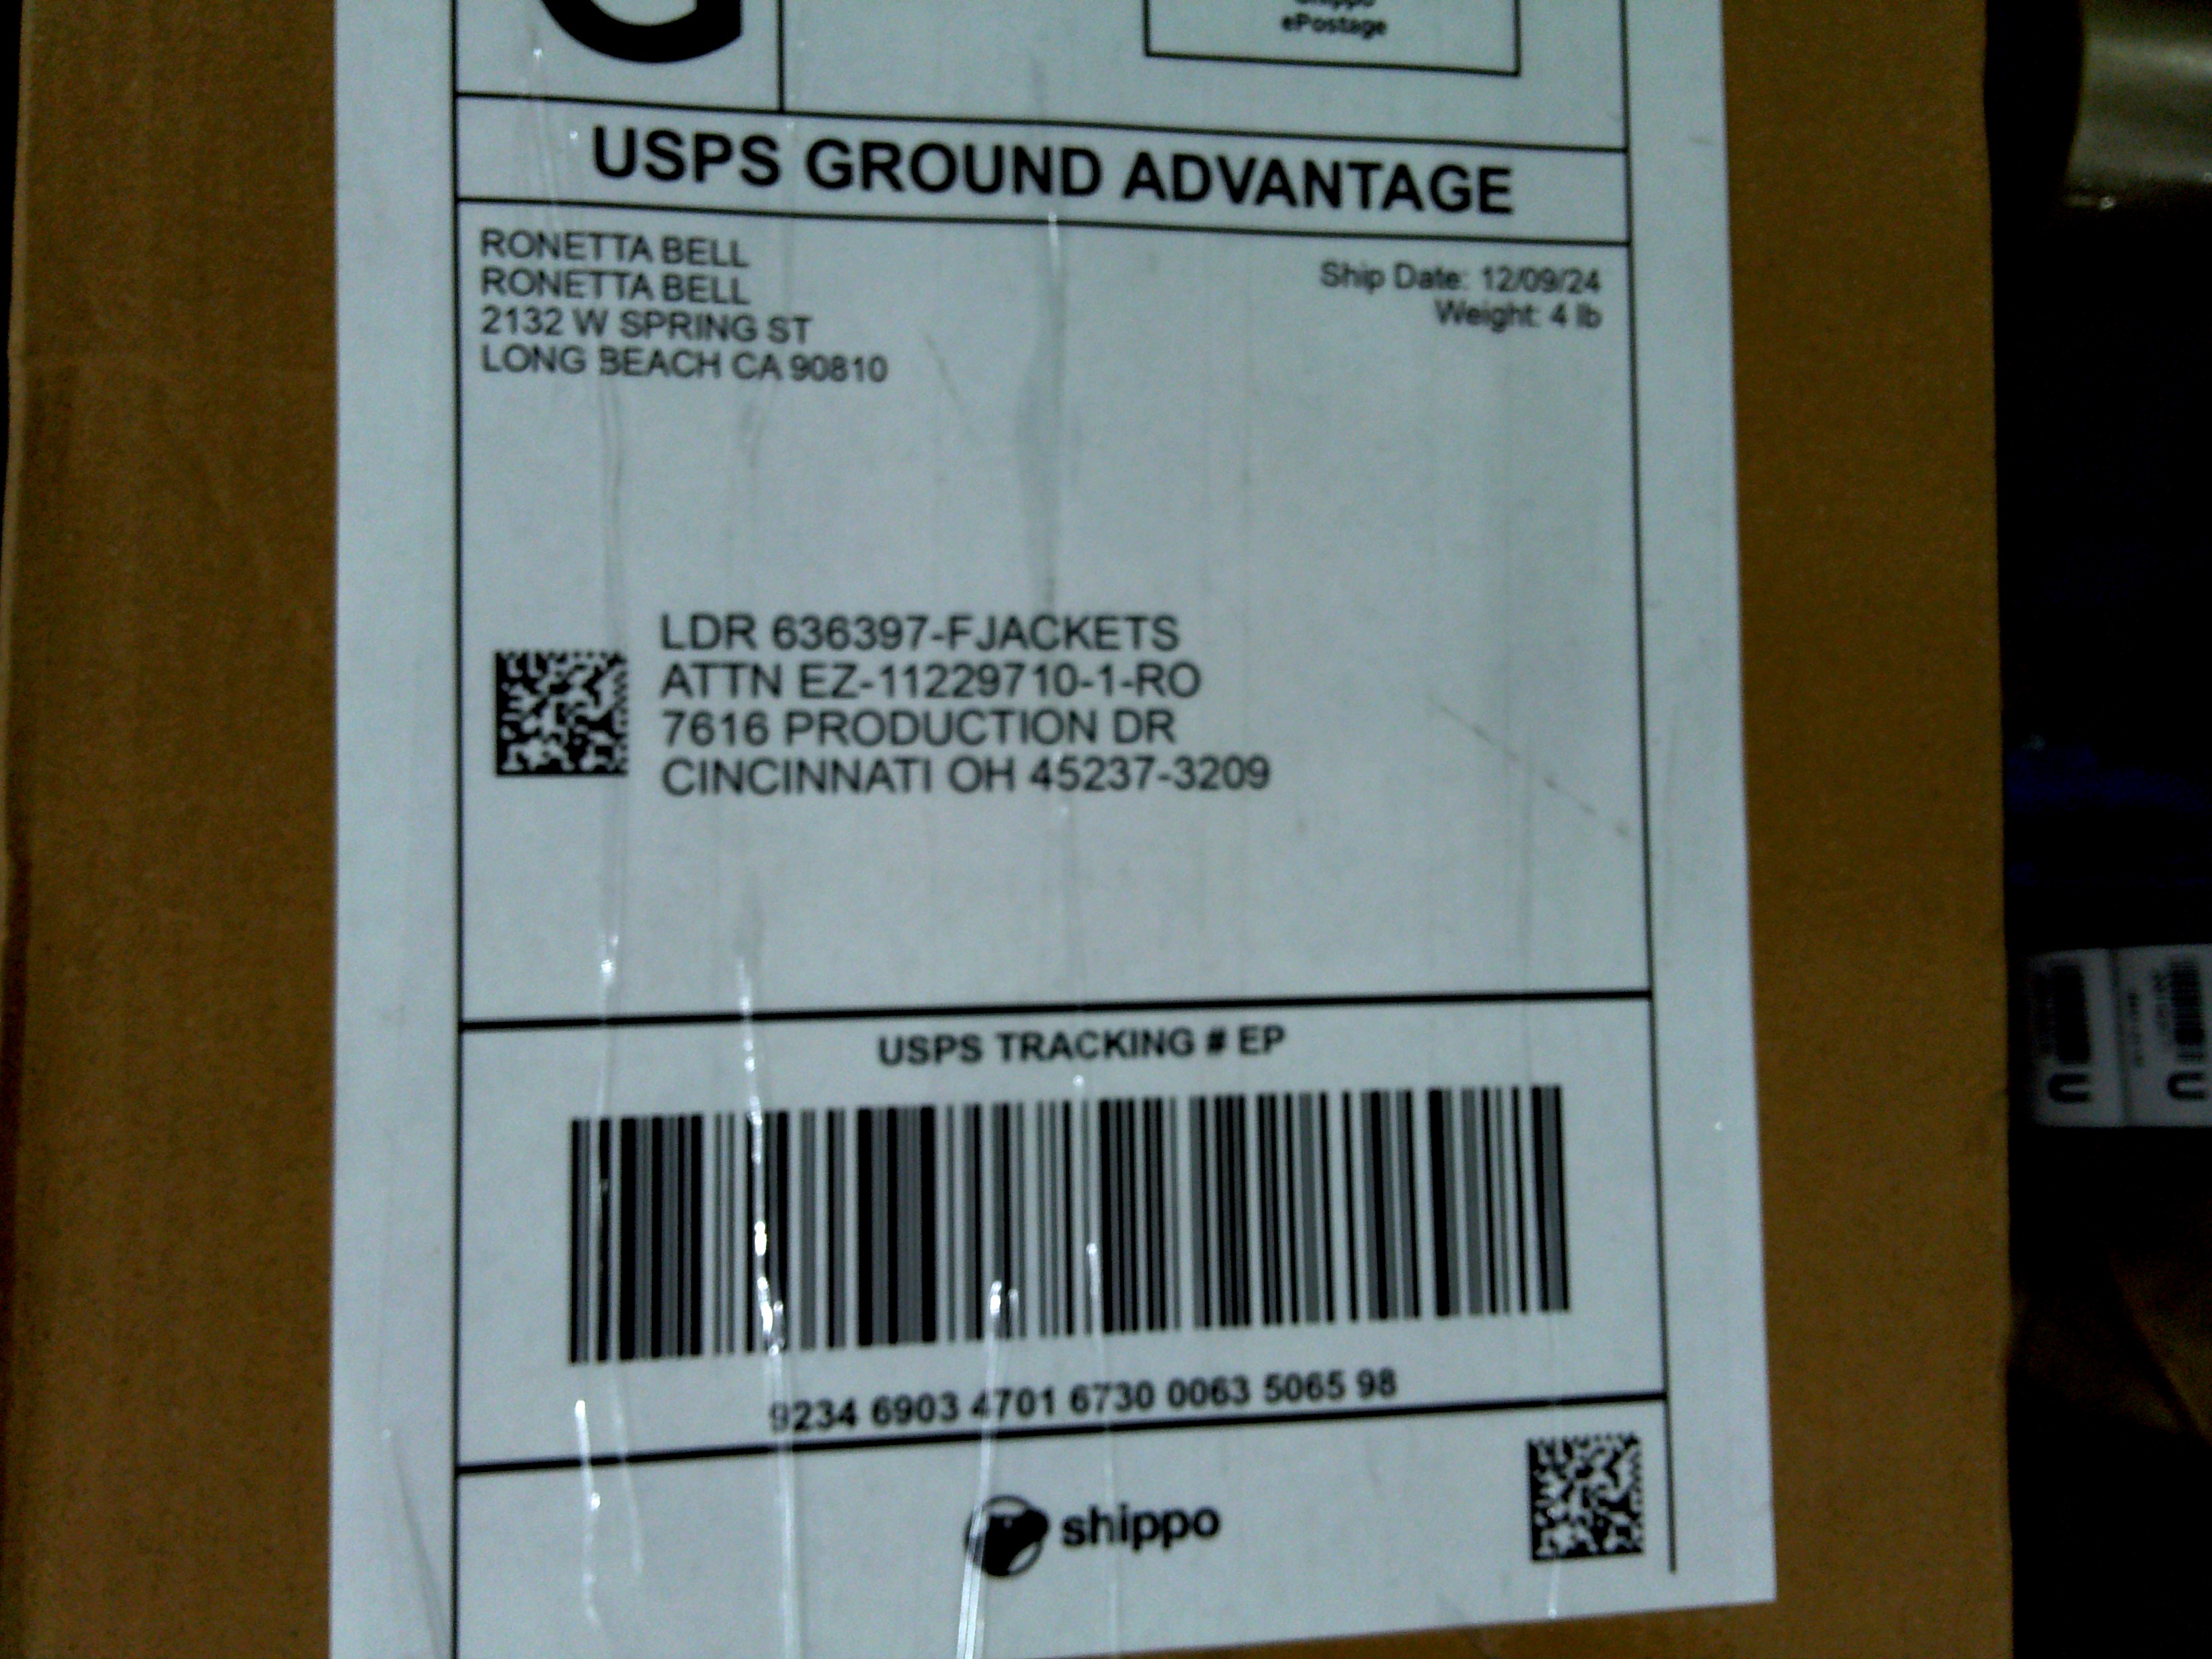 G
Shippo
ePostage
USPS GROUND ADVANTAGE
RONETTA BELL
RONETTA BELL
2132 W SPRING ST
LONG BEACH CA 90810
Ship Date: 12/09/24
Weight: 4 lb
LDR 636397-FJACKETS
ATTN EZ-11229710-1-RO
7616 PRODUCTION DR
CINCINNATI OH 45237-3209
USPS TRACKING # EP
9234 6903 4701 6730 0063 5065 98
shippo
U
U